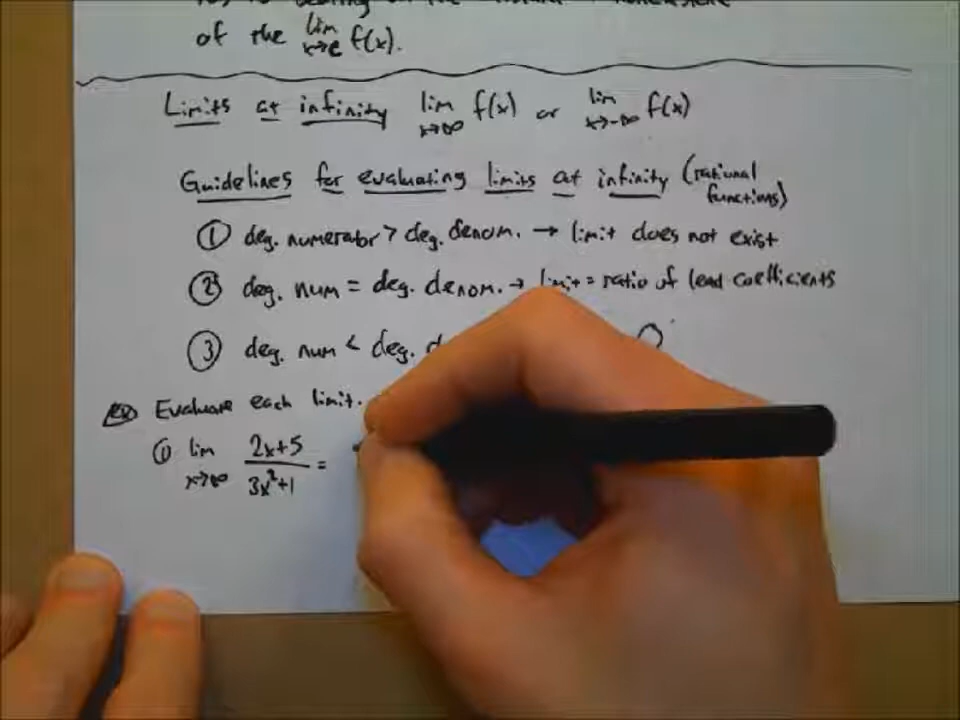 of the lim x→c f(x).
Limits at infinity lim x→∞ f(x) or lim x→-∞ f(x)
Guidelines for evaluating limits at infinity (rational functions)
① deg. numerator > deg. denom. → limit does not exist
② deg. num = deg. denom. → limit = ratio of lead coefficients
③ deg. num < deg. 0
Ex Evaluate each limit.
① lim x→∞ 2x+5 / 3x²+1 =